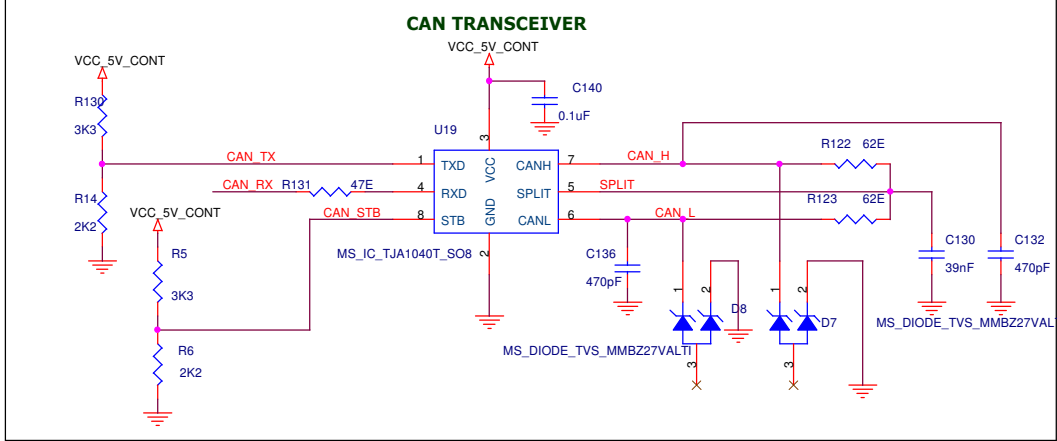 CAN TRANSCEIVER
VCC_5V_CONT
VCC_5V_CONT
R130
3K3
C140
0.1uF
U19
3
CAN_TX
1
TXD
VCC
CANH
7
CAN_H
R122 62E
CAN_RX
R131
47E
4
RXD
SPLIT
5
SPLIT
R14
2K2
VCC_5V_CONT
CAN_STB
8
STB
GND
CANL
6
CAN_L
R123
62E
R5
3K3
MS_IC_TJA1040T_SO8
2
C136
470pF
C130
39nF
C132
470pF
1
2
D8
1
2
D7
MS_DIODE_TVS_MMBZ27VALT
R6
2K2
MS_DIODE_TVS_MMBZ27VALTI
3
3